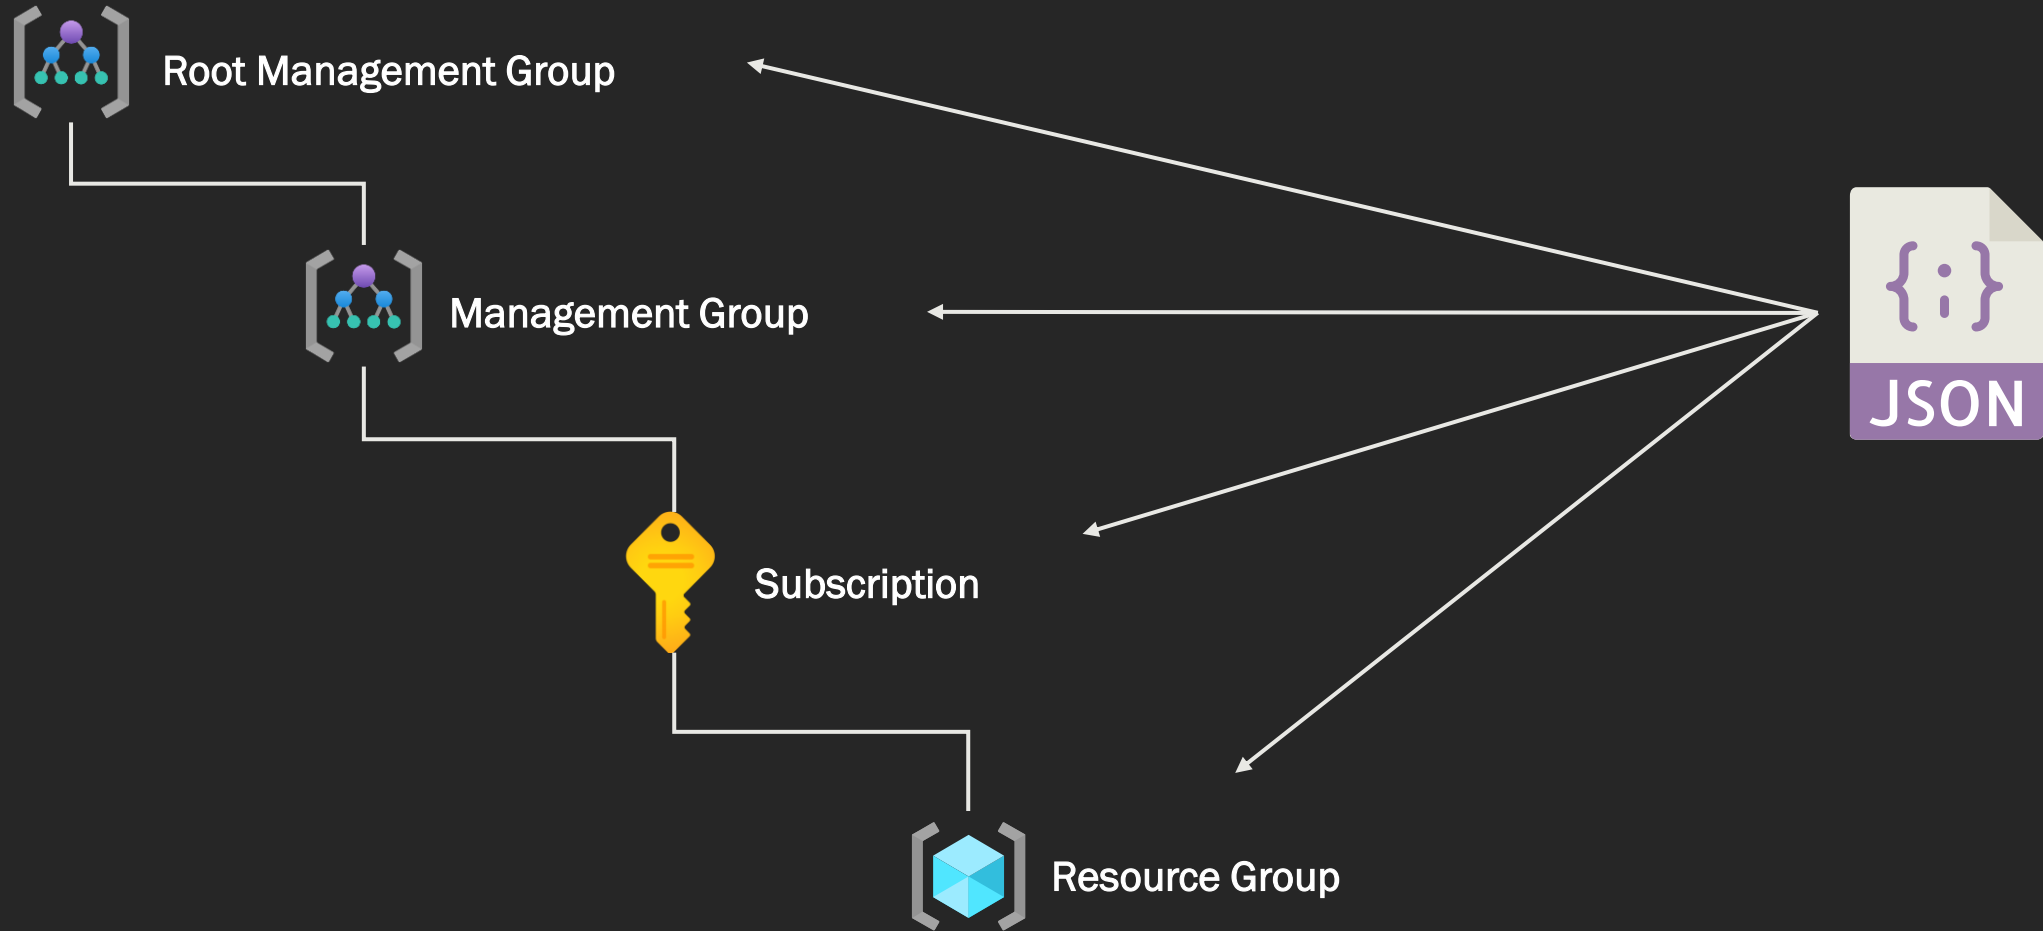 Root Management Group
Management Group
{;}
JSON
Subscription
Resource Group